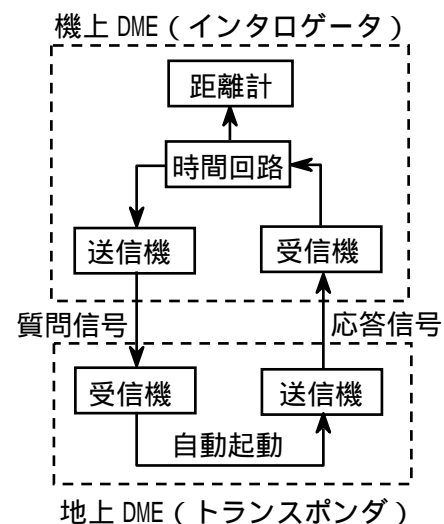 機上 DME ( インタロゲータ )
距離計
時間回路
送信機
受信機
質問信号
応答信号
受信機
送信機
自動起動
地上 DME ( トランスポンダ )